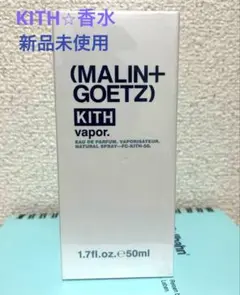 KITH☆香水
新品未使用
(MALIN+
GOETZ)
KITH
vapor.
EAU DE PARFUM, VAPORISATEUR,
NATURAL SPRAY—FC-KITH-50.
1.7fl.oz.℮50ml